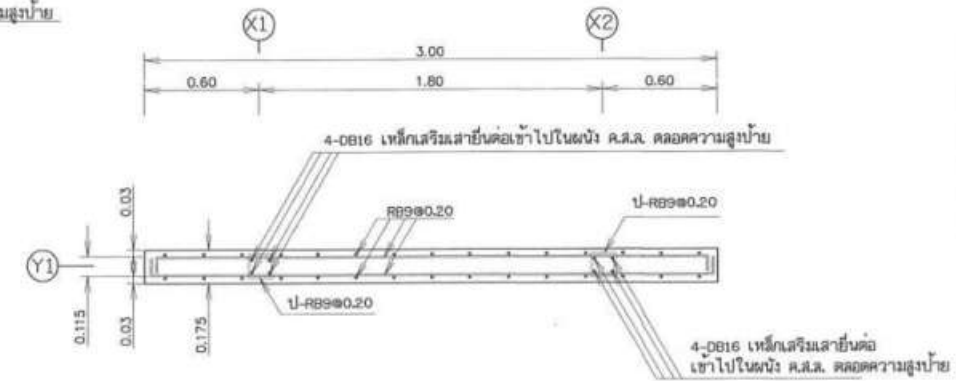 มสูงป้าย
X1
X2
3.00
0.60
1.80
0.60
4-DB16 เหล็กเสริมเสายื่นต่อเข้าไปในผนัง ค.ส.ล. ตลอดความสูงป้าย
0.03
RB9@0.20
ป-RB9@0.20
Y1
0.115
0.03
0.175
ป-RB9@0.20
4-DB16 เหล็กเสริมเสายื่นต่อ
เข้าไปในผนัง ค.ส.ล. ตลอดความสูงป้าย